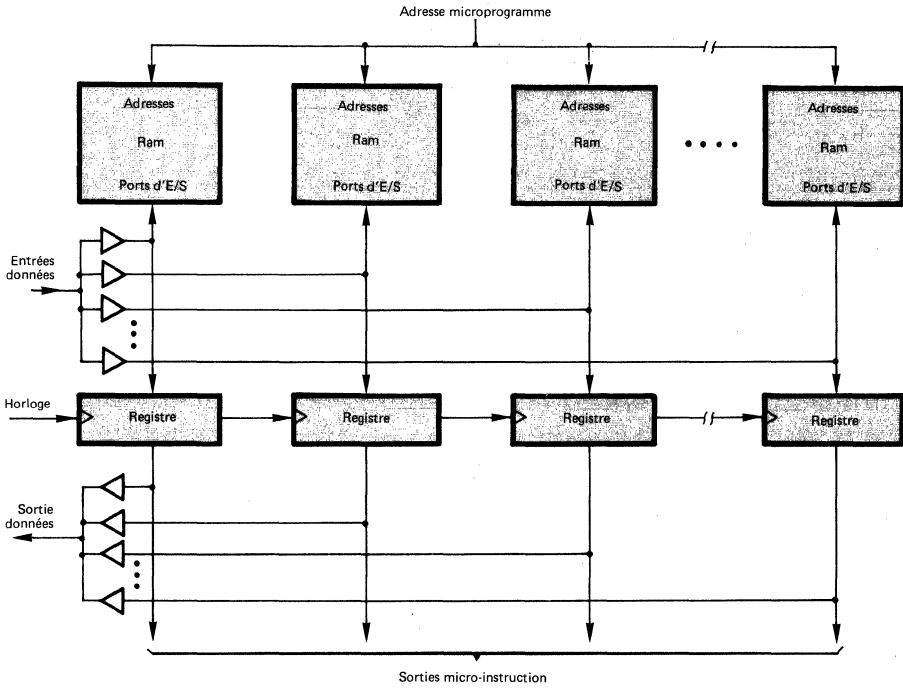 Adresse microprogramme
Adresses
Ram
Ports d'E/S
Adresses
Ram
Ports d'E/S
Adresses
Ram
Ports d'E/S
Adresses
Ram
Ports d'E/S
Entrées
données
Horloge
Registre
Registre
Registre
Registre
Sortie
données
Sorties micro-instruction